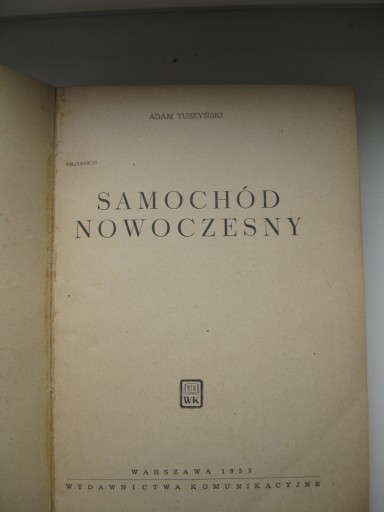 ADAM TUSZYŃSKI
SAMOCHÓD
NOWOCZESNY
WK
WARSZAWA 1953
WYDAWNICTWA KOMUNIKACYJNE